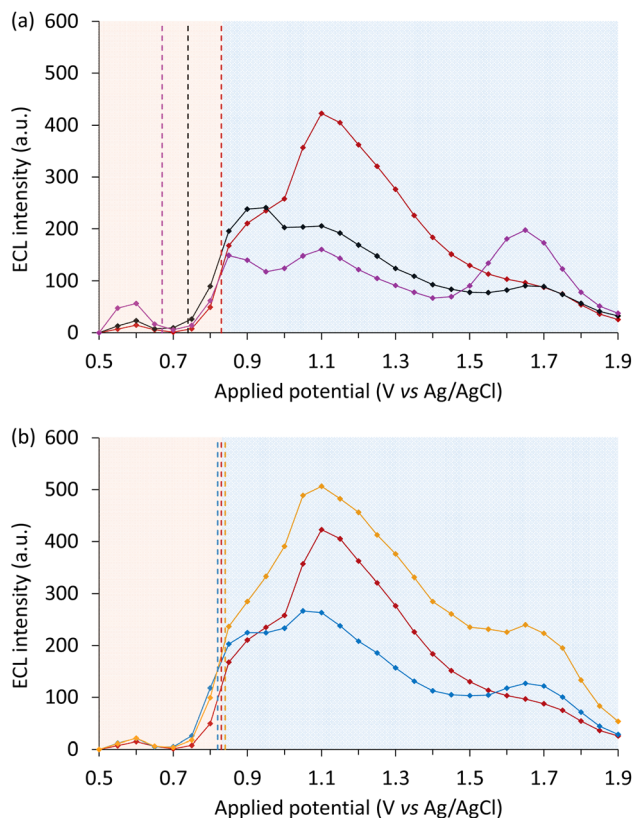 (a)
600
500
400
300
200
100
0
ECL intensity (a.u.)
0.5 0.7 0.9 1.1 1.3 1.5 1.7 1.9
Applied potential (V vs Ag/AgCl)
(b)
600
500
400
300
200
100
0
ECL intensity (a.u.)
0.5 0.7 0.9 1.1 1.3 1.5 1.7 1.9
Applied potential (V vs Ag/AgCl)